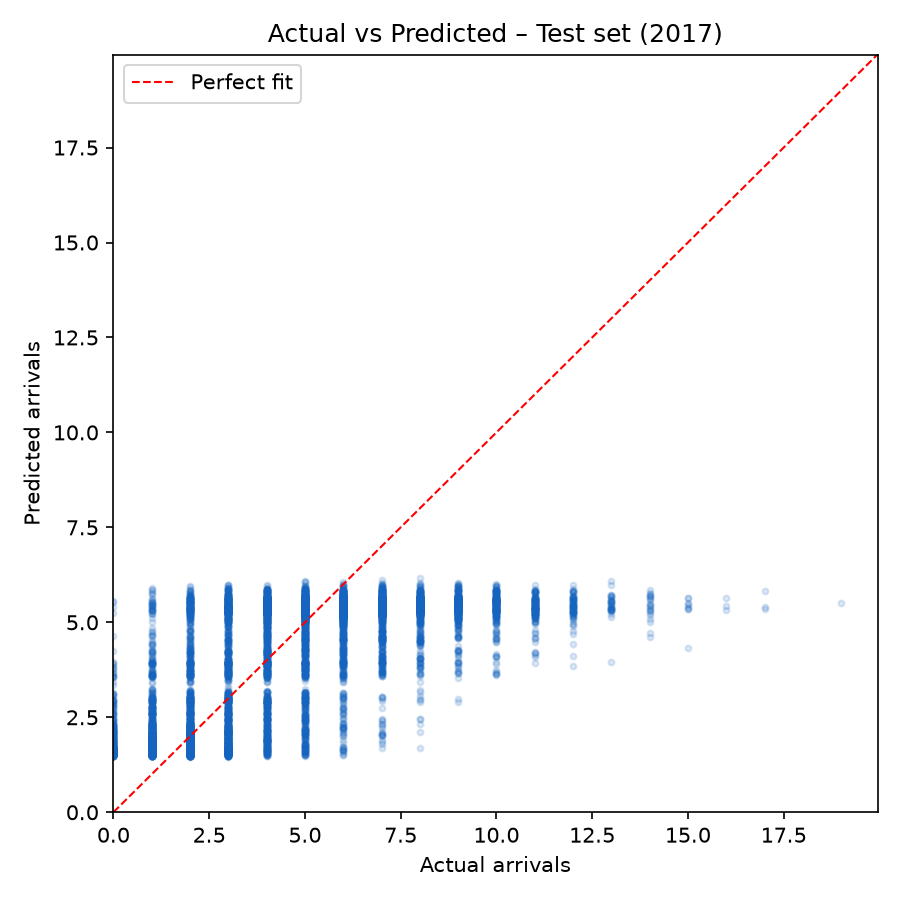 Actual vs Predicted – Test set (2017)
Perfect fit
17.5
15.0
12.5
10.0
7.5
5.0
2.5
0.0
Predicted arrivals
0.0 2.5 5.0 7.5 10.0 12.5 15.0 17.5
Actual arrivals